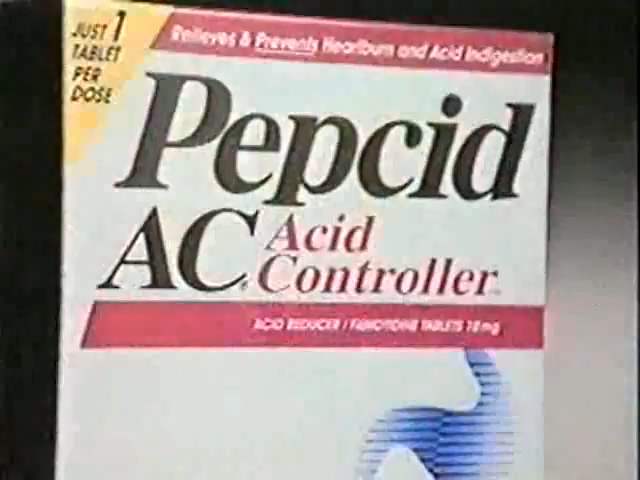 JUST 1
TABLET
PER
DOSE
Relieves & Prevents Heartburn and Acid Indigestion
Pepcid
AC® Acid
Controller™
ACID REDUCER / FAMOTIDINE TABLETS 10mg